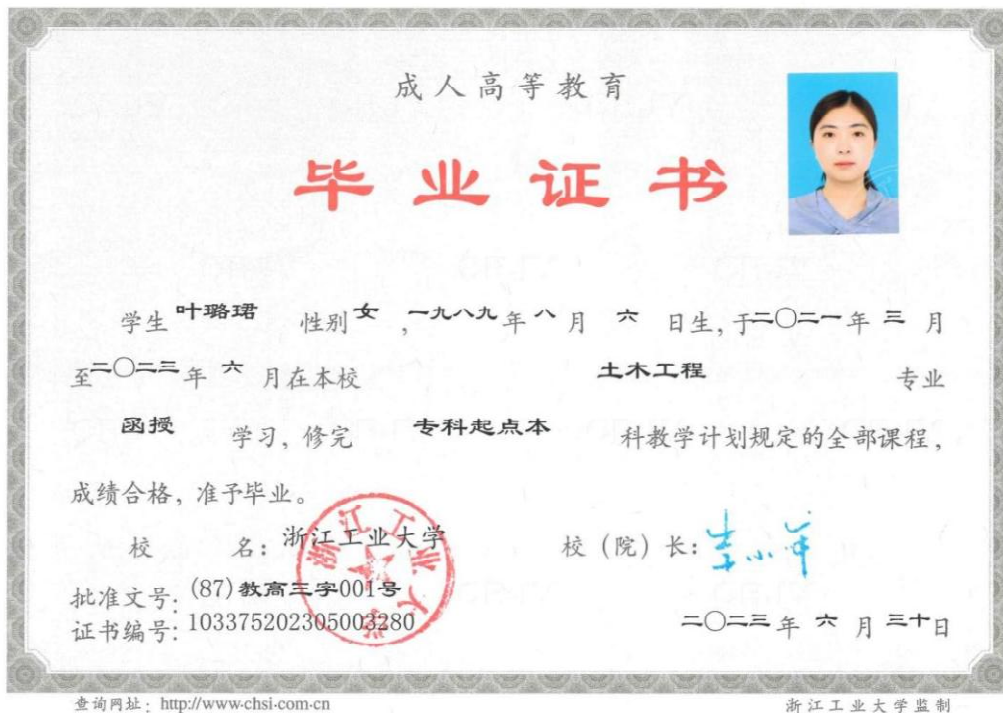 成人高等教育
毕业证书
学生 叶璐珺 性别 女 ,一九八九 年 八 月 六 日生,于二〇二一 年 三 月
至二〇二三 年 六 月在本校 土木工程 专业
函授 学习,修完 专科起点本 科教学计划规定的全部课程,
成绩合格,准予毕业。
校 名:浙江工业大学
校(院)长:
浙江工业大学
批准文号:(87)教高三字001号
证书编号:103375202305003280
二〇二三 年 六 月 三十日
查询网址:http://www·chsi·com·cn
浙江工业大学监制